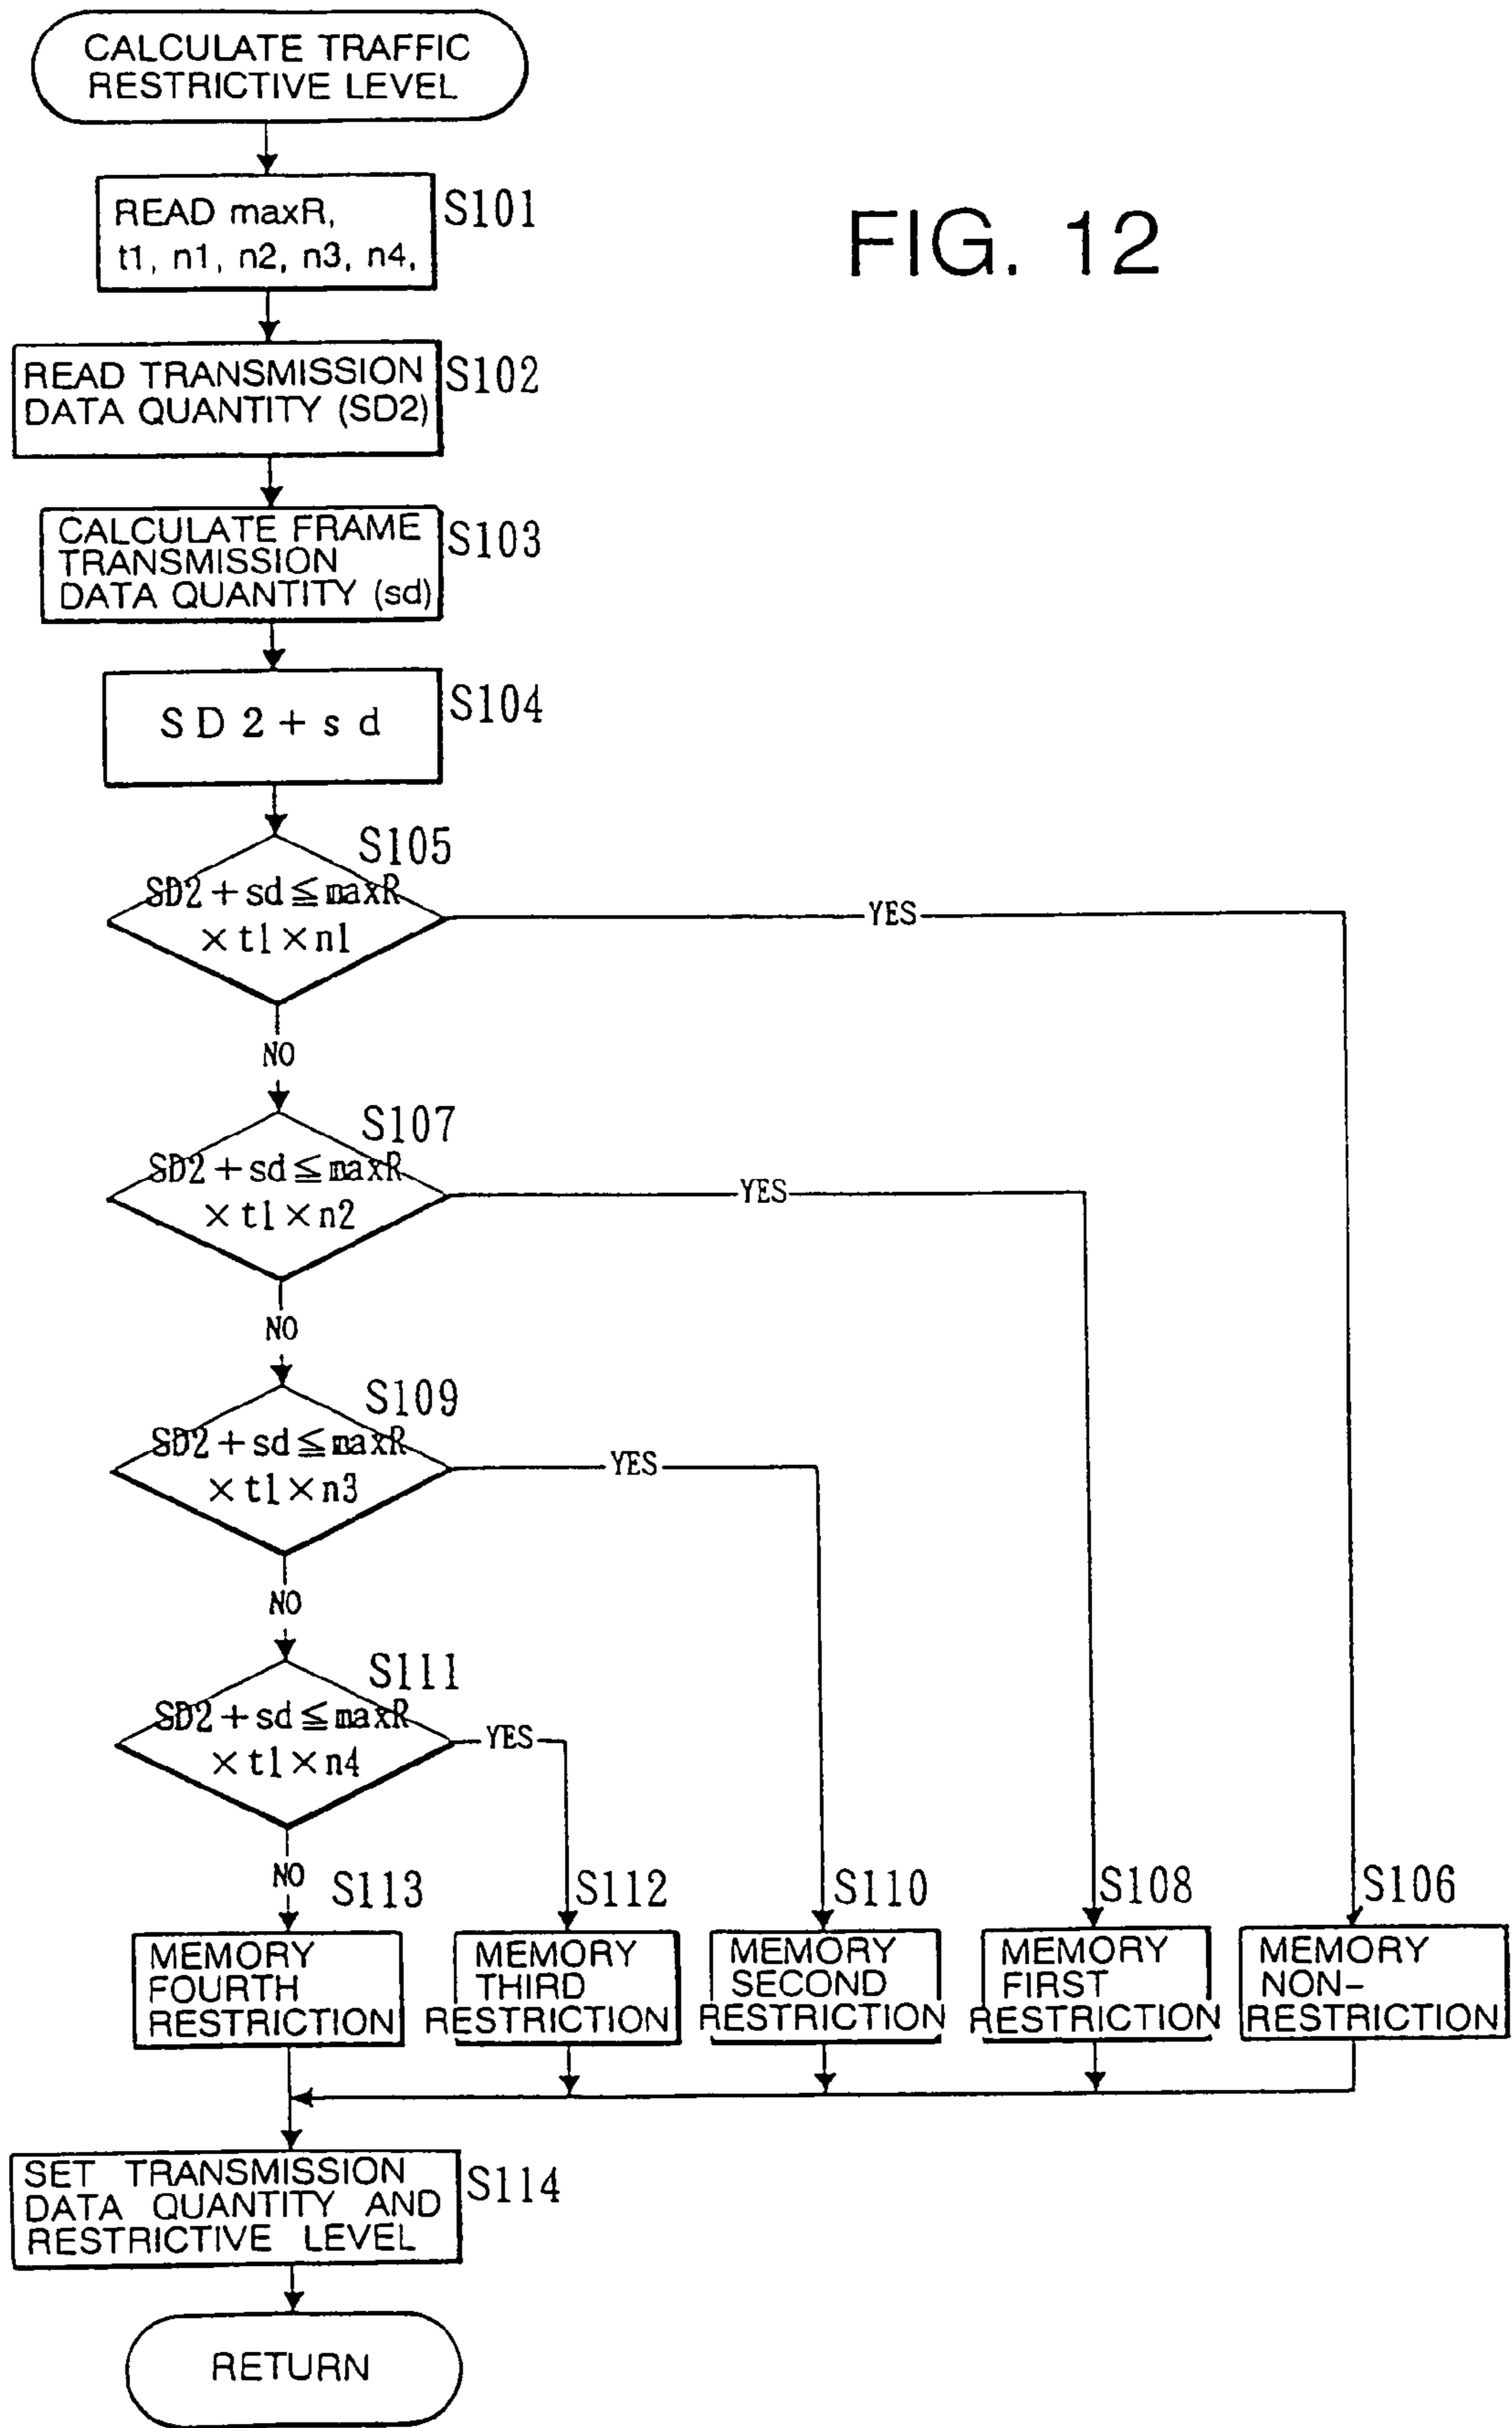 CALCULATE TRAFFIC
RESTRICTIVE LEVEL
READ maxR,
t1, n1, n2, n3, n4,
S101
FIG. 12
READ TRANSMISSION
DATA QUANTITY (SD2)
S102
CALCULATE FRAME
TRANSMISSION
DATA QUANTITY (sd)
S103
SD2+sd
S104
S105
SD2+sd≦maxR
×t1×n1
YES
NO
S107
SD2+sd≦maxR
×t1×n2
YES
NO
S109
SD2+sd≦maxR
×t1×n3
YES
NO
S111
SD2+sd≦maxR
×t1×n4
YES
NO
S113
S112
S110
S108
S106
MEMORY
FOURTH
RESTRICTION
MEMORY
THIRD
RESTRICTION
MEMORY
SECOND
RESTRICTION
MEMORY
FIRST
RESTRICTION
MEMORY
NON-
RESTRICTION
SET TRANSMISSION
DATA QUANTITY AND
RESTRICTIVE LEVEL
S114
RETURN